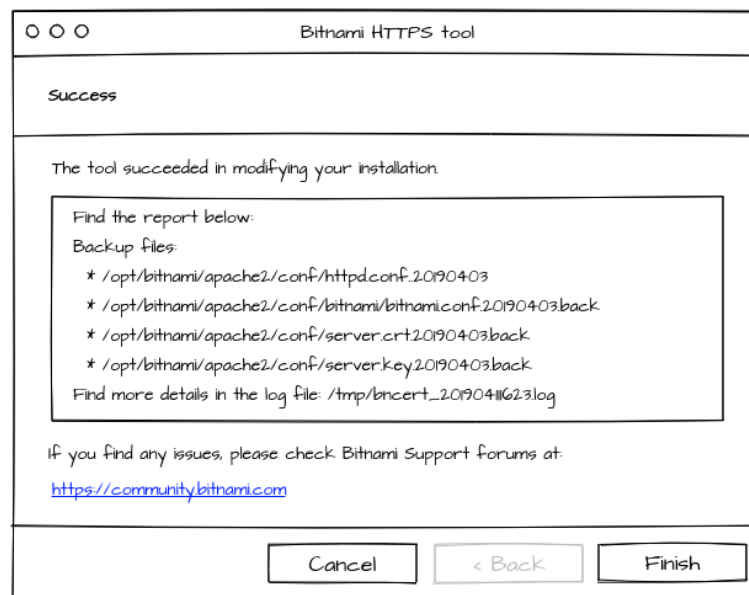 Bitnami HTTPS tool
Success
The tool succeeded in modifying your installation.
Find the report below:
Backup files:
* /opt/bitnami/apache2/conf/httpd.conf.20190403
* /opt/bitnami/apache2/conf/bitnami/bitnami.conf.20190403.back
* /opt/bitnami/apache2/conf/server.crt.20190403.back
* /opt/bitnami/apache2/conf/server.key.20190403.back
Find more details in the log file: /tmp/bncert_20190411623.log
If you find any issues, please check Bitnami Support forums at:
https://community.bitnami.com
Cancel < Back Finish